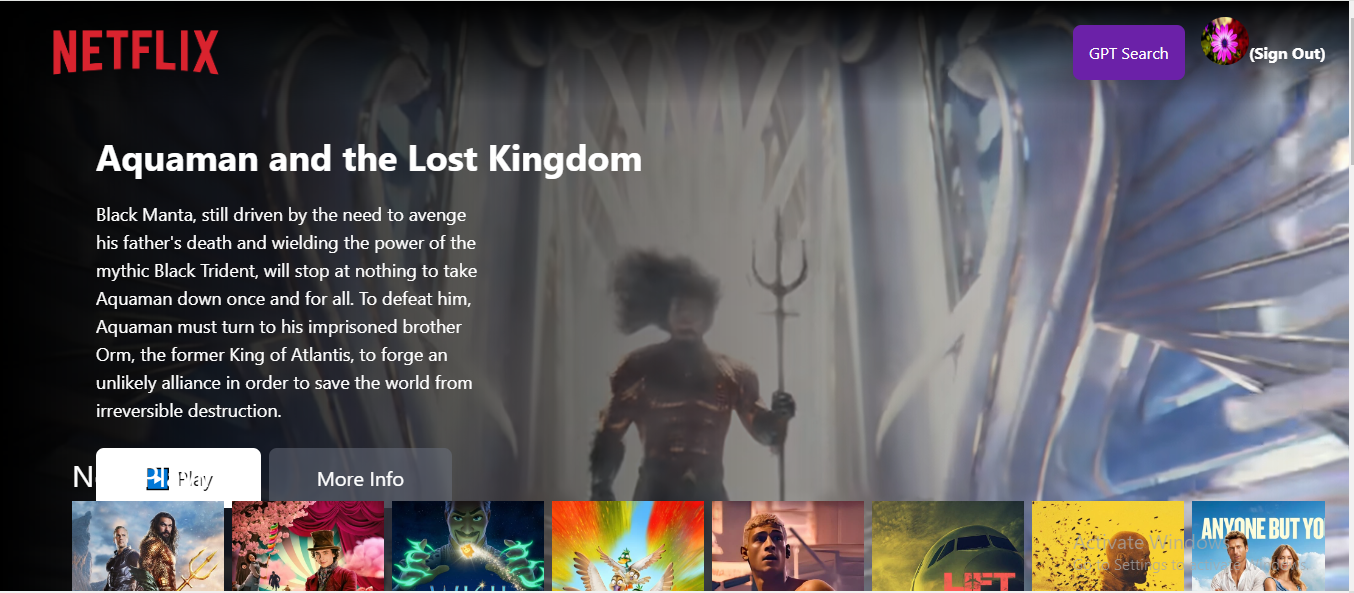 NETFLIX
GPT Search
(Sign Out)
Aquaman and the Lost Kingdom
Black Manta, still driven by the need to avenge
his father's death and wielding the power of the
mythic Black Trident, will stop at nothing to take
Aquaman down once and for all. To defeat him,
Aquaman must turn to his imprisoned brother
Orm, the former King of Atlantis, to forge an
unlikely alliance in order to save the world from
irreversible destruction.
Play
More Info
WISH
LIFT
ANYONE BUT YO
Activate Windows
Go to Settings to activate Windows.